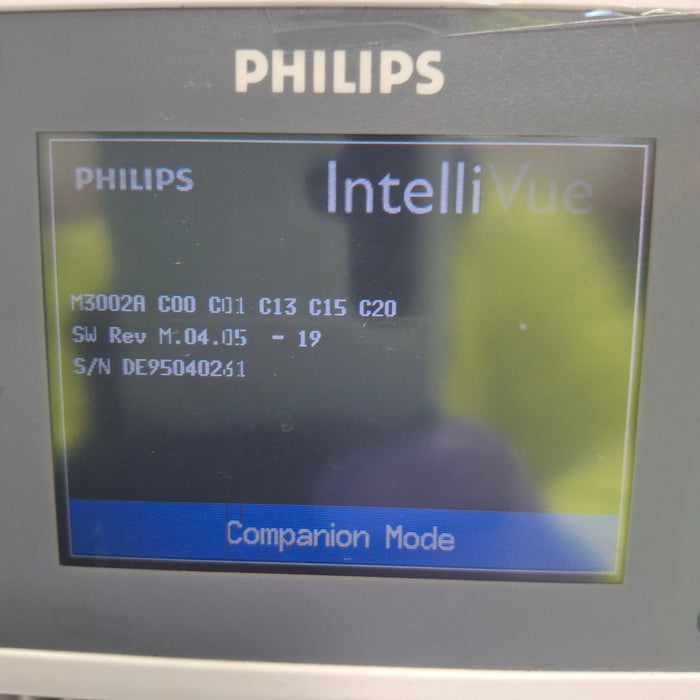 PHILIPS
PHILIPS IntelliVue
M3002A C00 C01 C13 C15 C20
SW Rev M.04.05 - 19
S/N DE95040261
Companion Mode